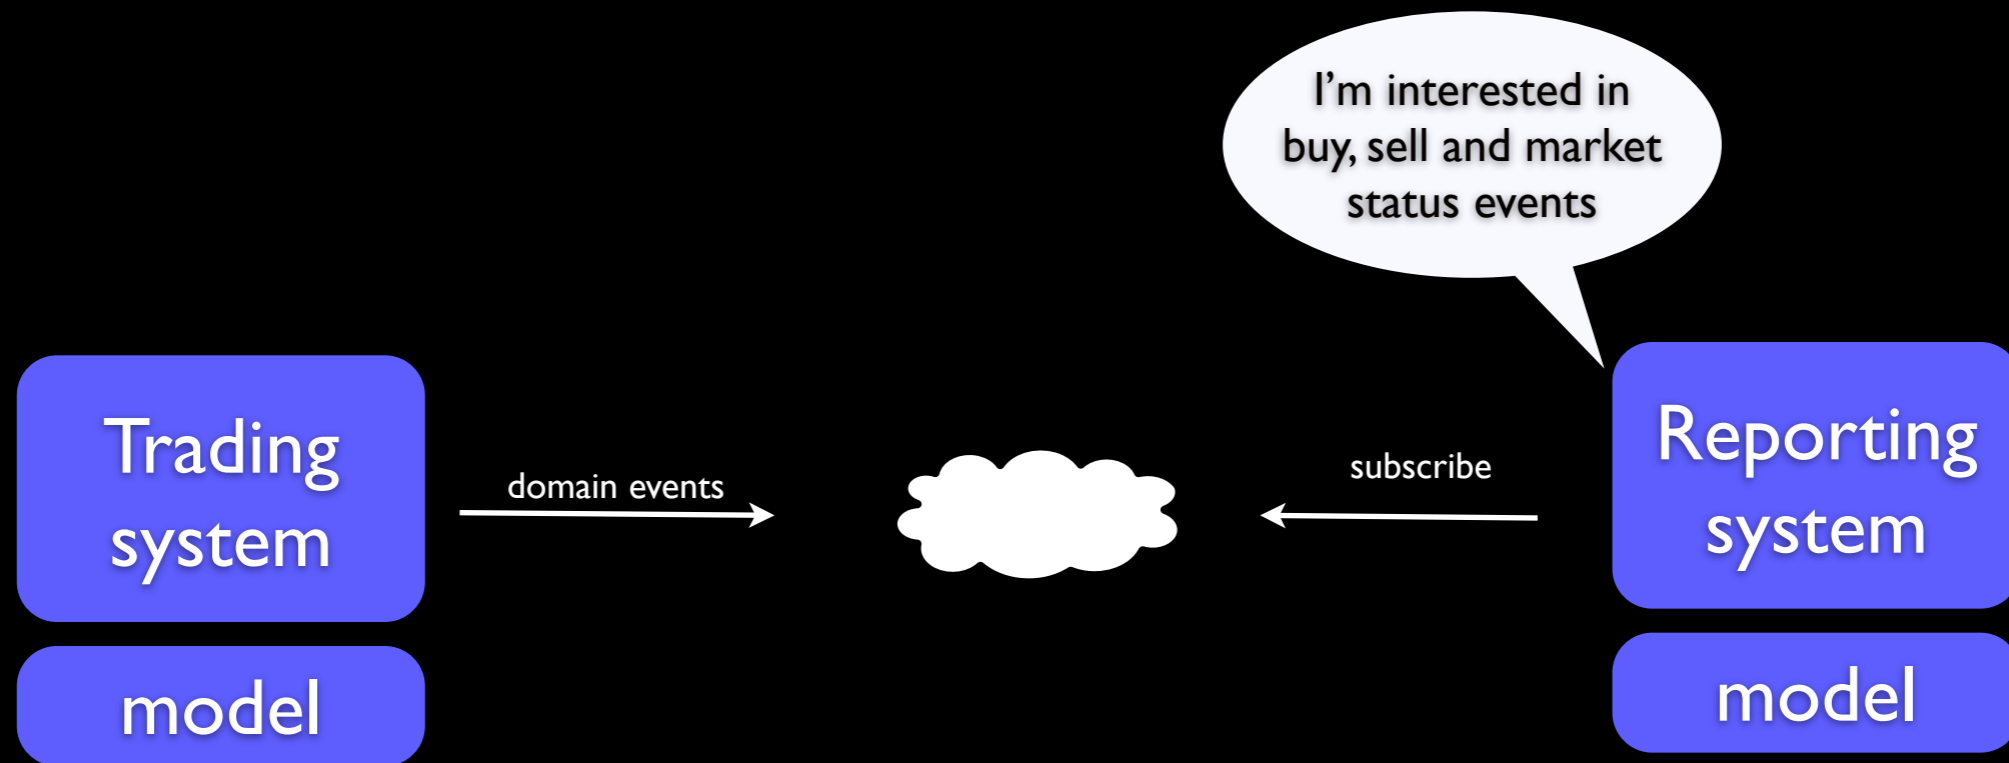 I’m interested in
buy, sell and market
status events
Trading
system
domain events
subscribe
Reporting
system
model
model